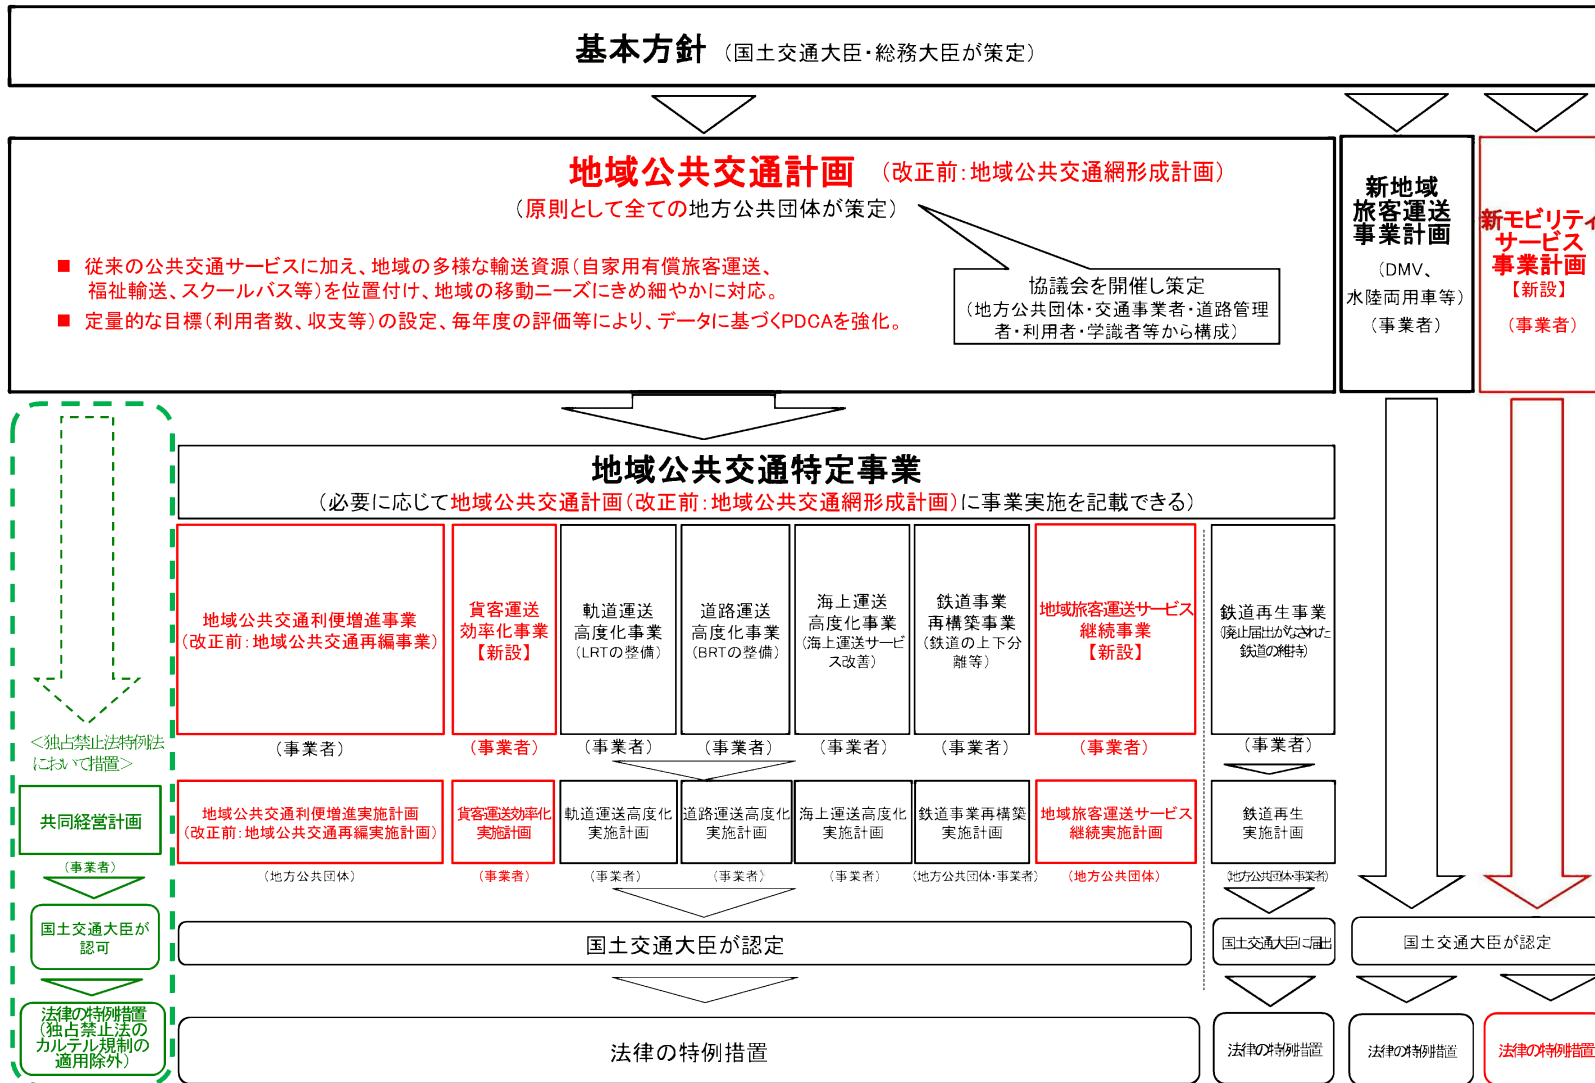 基本方針（国土交通大臣・総務大臣が策定）
地域公共交通計画（改正前：地域公共交通網形成計画）
（原則として全ての地方公共団体が策定）
■ 従来の公共交通サービスに加え、地域の多様な輸送資源（自家用有償旅客運送、
福祉輸送、スクールバス等）を位置付け、地域の移動ニーズにきめ細やかに対応。
■ 定量的な目標（利用者数、収支等）の設定、毎年度の評価等により、データに基づくPDCAを強化。
協議会を開催し策定
（地方公共団体・交通事業者・道路管理
者・利用者・学識者等から構成）
新地域
旅客運送
事業計画
（DMV、
水陸両用車等）
（事業者）
新モビリティ
サービス
事業計画
【新設】
（事業者）
地域公共交通特定事業
（必要に応じて地域公共交通計画（改正前：地域公共交通網形成計画）に事業実施を記載できる）
地域公共交通利便増進事業
（改正前：地域公共交通再編事業）
（事業者）
貨客運送
効率化事業
【新設】
（事業者）
軌道運送
高度化事業
（LRTの整備）
（事業者）
道路運送
高度化事業
（BRTの整備）
（事業者）
海上運送
高度化事業
（海上運送サービ
ス改善）
（事業者）
鉄道事業
再構築事業
（鉄道の上下分
離等）
（事業者）
地域旅客運送サービス
継続事業
【新設】
（事業者）
鉄道再生事業
（廃止届出がなされた
鉄道の維持）
（事業者）
地域公共交通利便増進実施計画
（改正前：地域公共交通再編実施計画）
（地方公共団体）
貨客運送効率化
実施計画
（事業者）
軌道運送高度化
実施計画
（事業者）
道路運送高度化
実施計画
（事業者）
海上運送高度化
実施計画
（事業者）
鉄道事業再構築
実施計画
（地方公共団体・事業者）
地域旅客運送サービス
継続実施計画
（地方公共団体）
鉄道再生
実施計画
（地方公共団体・事業者）
＜独占禁止法特例法
において措置＞
共同経営計画
（事業者）
国土交通大臣が
認可
法律の特例措置
（独占禁止法の
カルテル規制の
適用除外）
国土交通大臣が認定
国土交通大臣に届出
国土交通大臣が認定
法律の特例措置
法律の特例措置
法律の特例措置
法律の特例措置